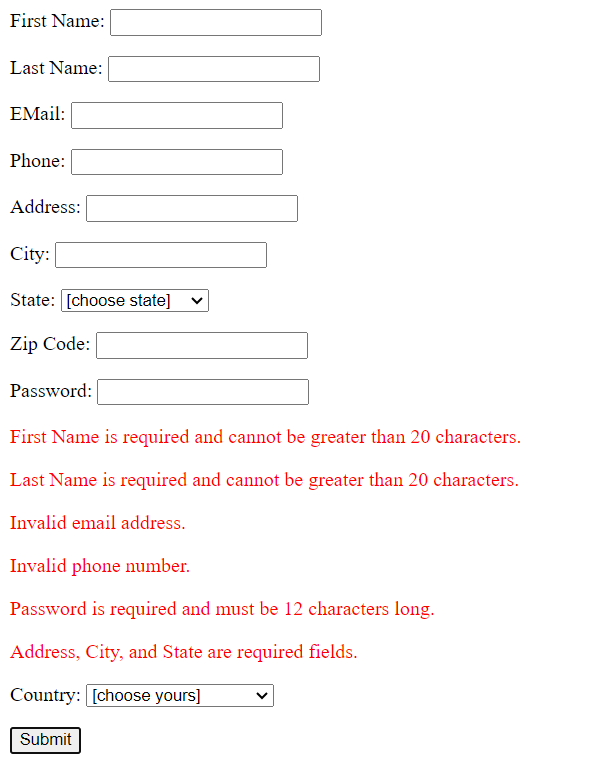 First Name:
Last Name:
EMail:
Phone:
Address:
City:
State: [choose state]
Zip Code:
Password:
First Name is required and cannot be greater than 20 characters.
Last Name is required and cannot be greater than 20 characters.
Invalid email address.
Invalid phone number.
Password is required and must be 12 characters long.
Address, City, and State are required fields.
Country: [choose yours]
Submit